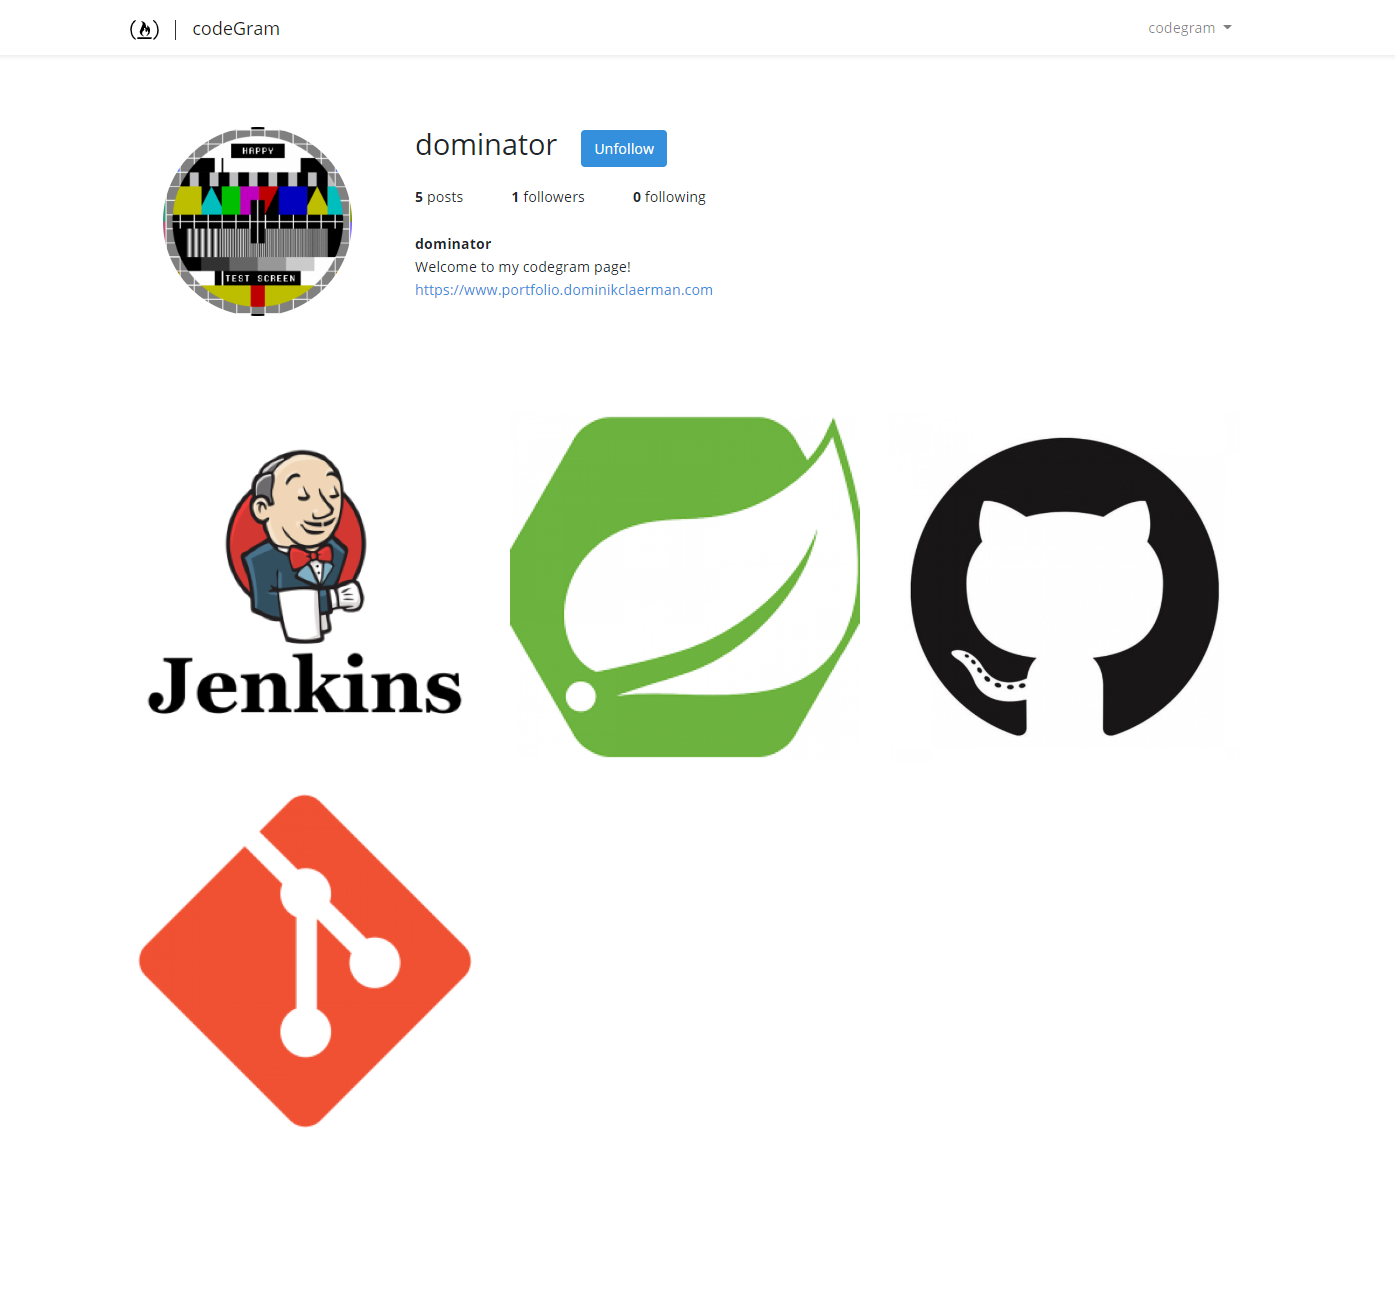 codeGram
codegram
HAPPY
TEST SCREEN
dominator
Unfollow
5 posts 1 followers 0 following
dominator
Welcome to my codegram page!
https://www.portfolio.dominikclaerman.com
Jenkins